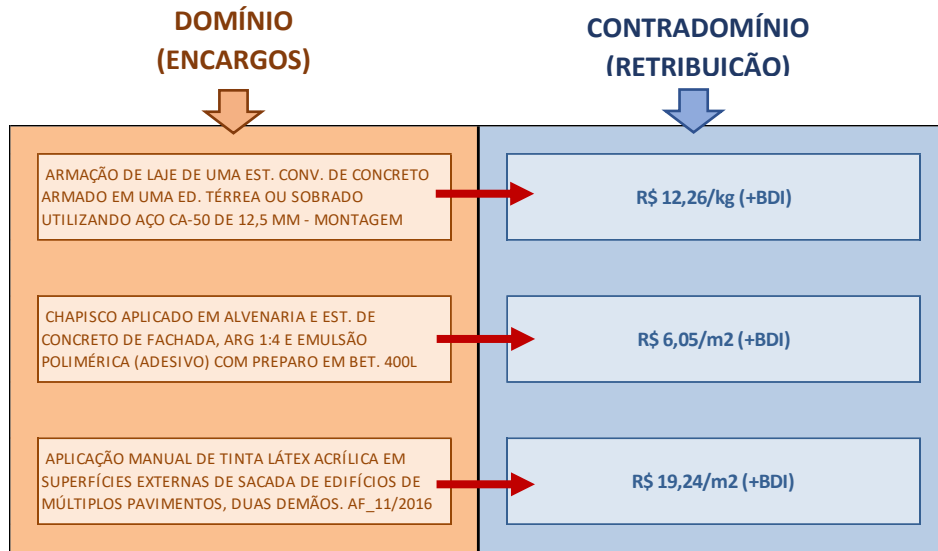 DOMÍNIO
(ENCARGOS)
CONTRADOMÍNIO
(RETRIBUICÃO)
ARMAÇÃO DE LAJE DE UMA EST. CONV. DE CONCRETO
ARMADO EM UMA ED. TÉRREA OU SOBRADO
UTILIZANDO AÇO CA-50 DE 12,5 MM - MONTAGEM
R$ 12,26/kg (+BDI)
CHAPISCO APLICADO EM ALVENARIA E EST. DE
CONCRETO DE FACHADA, ARG 1:4 E EMULSÃO
POLIMÉRICA (ADESIVO) COM PREPARO EM BET. 400L
R$ 6,05/m2 (+BDI)
APLICAÇÃO MANUAL DE TINTA LÁTEX ACRÍLICA EM
SUPERFÍCIES EXTERNAS DE SACADA DE EDIFÍCIOS DE
MÚLTIPLOS PAVIMENTOS, DUAS DEMÃOS. AF_11/2016
R$ 19,24/m2 (+BDI)